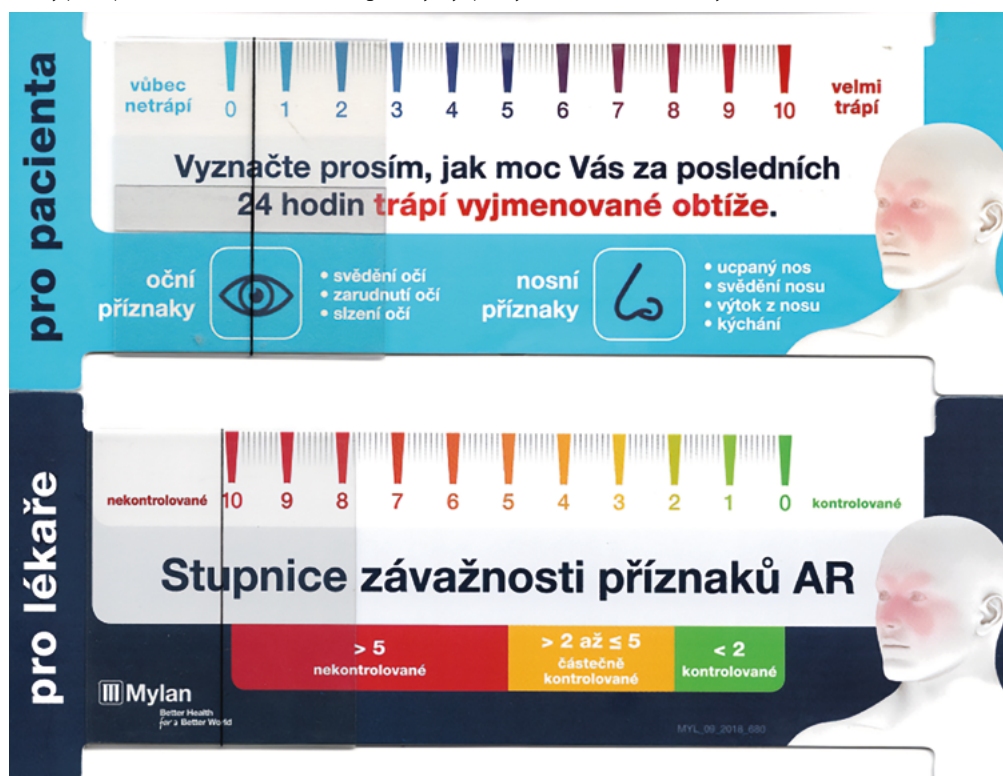 pro pacienta
vůbec
netrápí
0 1 2 3 4 5 6 7 8 9 10
velmi
trápí
Vyznačte prosím, jak moc Vás za posledních
24 hodin trápí vyjmenované obtíže.
oční
příznaky
• svědění očí
• zarudnutí očí
• slzení očí
nosní
příznaky
• ucpaný nos
• svědění nosu
• výtok z nosu
• kýchání
pro lékaře
nekontrolované
10 9 8 7 6 5 4 3 2 1 0
kontrolované
Stupnice závažnosti příznaků AR
> 5
nekontrolované
> 2 až ≤ 5
částečně
kontrolované
< 2
kontrolované
Mylan
Better Health
for a Better World
MYL_09_2018_680